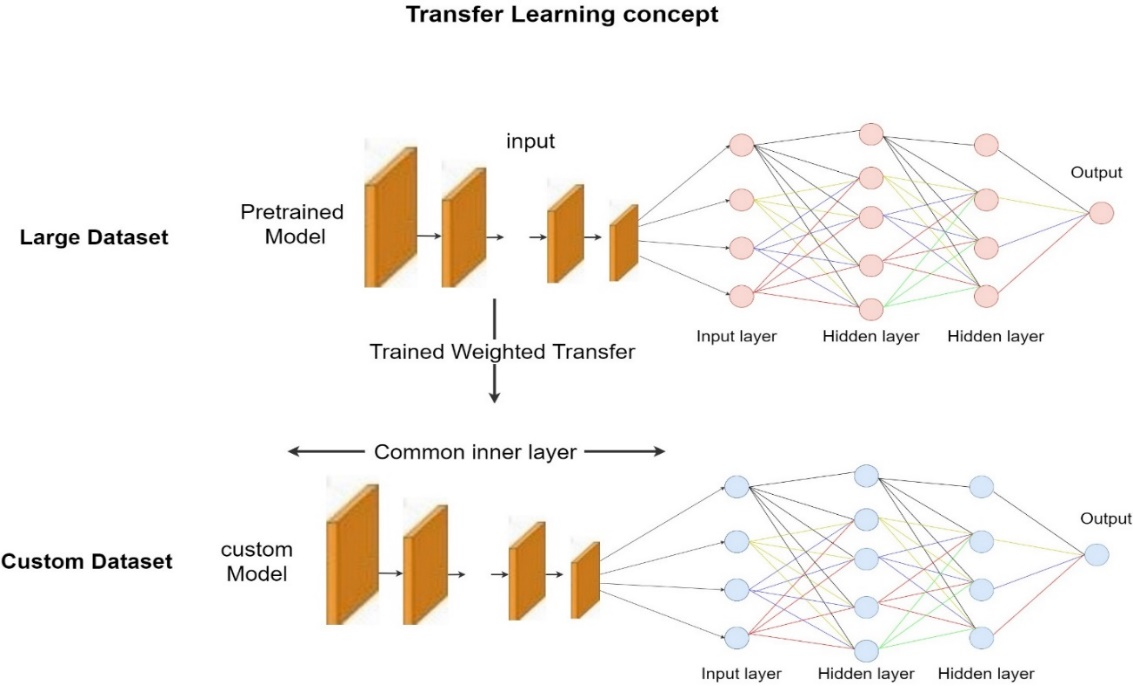 Transfer Learning concept
input
Pretrained
Model
Large Dataset
Output
Input layer
Hidden layer
Hidden layer
Trained Weighted Transfer
Common inner layer
custom
Model
Custom Dataset
Output
Input layer
Hidden layer
Hidden layer